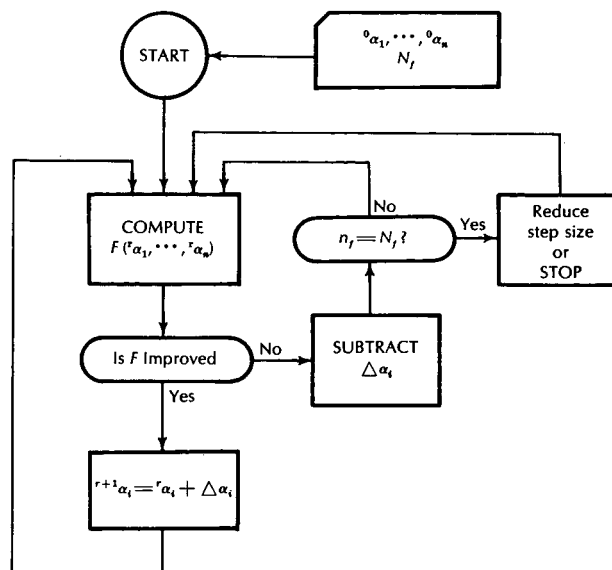 START
⁰α₁, ···, ⁰αₙ
N_f
COMPUTE
F (ʳα₁, ···, ʳαₙ)
No
n_f = N_f ?
Yes
Reduce
step size
or
STOP
Is F Improved
No
SUBTRACT
△αᵢ
Yes
ʳ⁺¹αᵢ = ʳαᵢ + △αᵢ